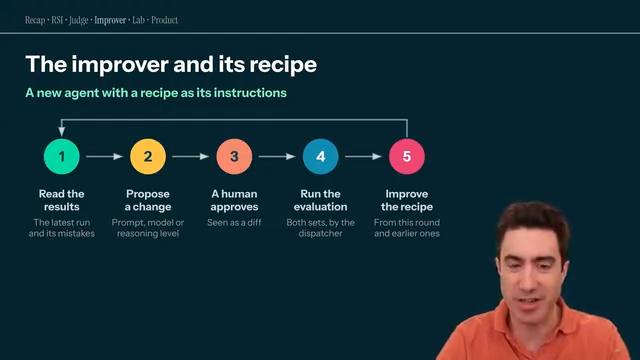 Recap • RSI • Judge • Improver • Lab • Product
The improver and its recipe
A new agent with a recipe as its instructions
1
2
3
4
5
Read the
results
Propose
a change
A human
approves
Run the
evaluation
Improve
the recipe
The latest run
and its mistakes
Prompt, model or
reasoning level
Seen as a diff
Both sets, by the
dispatcher
From this round
and earlier ones